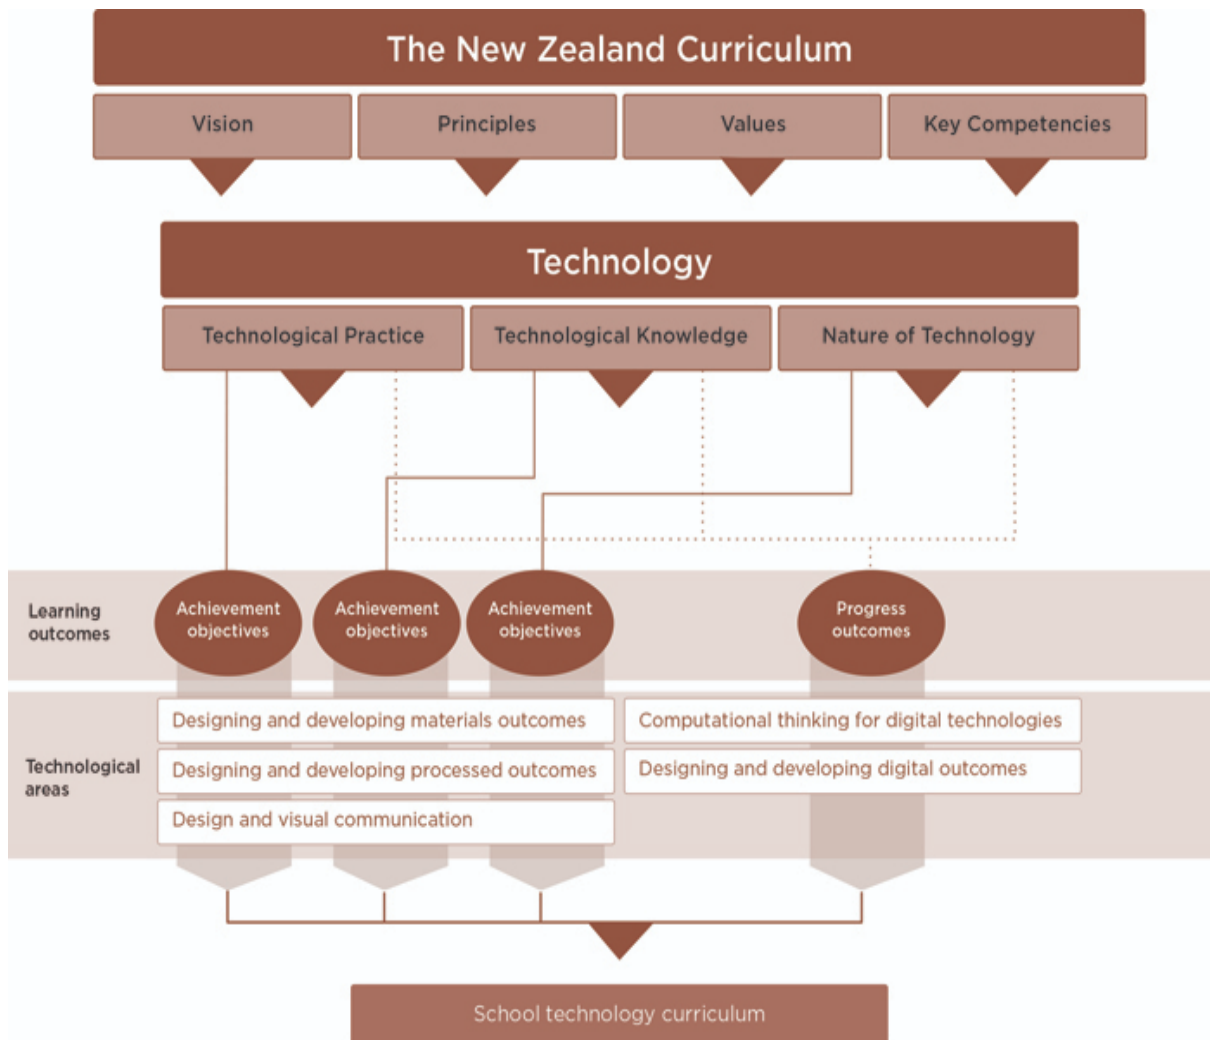 The New Zealand Curriculum
Vision
Principles
Values
Key Competencies
Technology
Technological Practice
Technological Knowledge
Nature of Technology
Learning
outcomes
Achievement
objectives
Achievement
objectives
Achievement
objectives
Progress
outcomes
Technological
areas
Designing and developing materials outcomes
Designing and developing processed outcomes
Design and visual communication
Computational thinking for digital technologies
Designing and developing digital outcomes
School technology curriculum